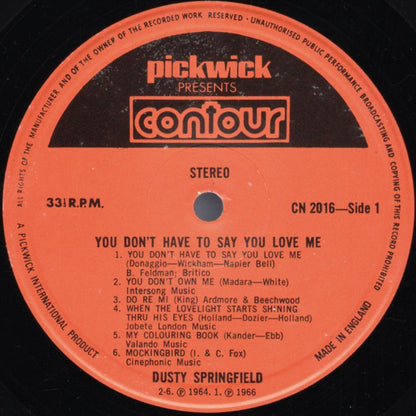 ALL RIGHTS OF THE MANUFACTURER AND OF THE OWNER OF THE RECORDED WORK RESERVED · UNAUTHORISED PUBLIC PERFORMANCE BROADCASTING AND COPYING OF THIS RECORD PROHIBITED
pickwick
PRESENTS
contour
STEREO
33⅓ R.P.M.
CN 2016—Side 1
YOU DON'T HAVE TO SAY YOU LOVE ME
1. YOU DON'T HAVE TO SAY YOU LOVE ME
(Donaggio—Wickham—Napier Bell)
B. Feldman; Britico
2. YOU DON'T OWN ME (Madara—White)
Intersong Music
3. DO RE MI (King) Ardmore & Beechwood
4. WHEN THE LOVELIGHT STARTS SHINING
THRU HIS EYES (Holland—Dozier—Holland)
Jobete London Music
5. MY COLOURING BOOK (Kander—Ebb)
Valando Music
6. MOCKINGBIRD (I. & C. Fox)
Cinephonic Music
DUSTY SPRINGFIELD
2-6. ℗ 1964. 1. ℗ 1966
A PICKWICK INTERNATIONAL PRODUCT
MADE IN ENGLAND